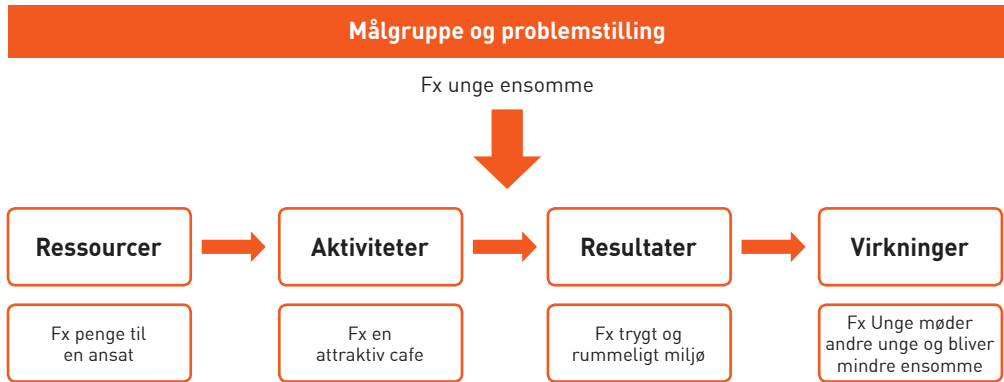 Målgruppe og problemstilling
Fx unge ensomme
Ressourcer
Aktiviteter
Resultater
Virkninger
Fx penge til
en ansat
Fx en
attraktiv cafe
Fx trygt og
rummeligt miljø
Fx Unge møder
andre unge og bliver
mindre ensomme